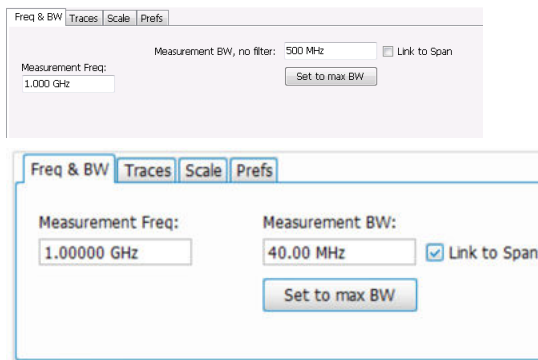 Freq & BW Traces Scale Prefs
Measurement BW, no filter: 500 MHz Link to Span
Measurement Freq:
1.000 GHz Set to max BW
Freq & BW Traces Scale Prefs
Measurement Freq: Measurement BW:
1.00000 GHz 40.00 MHz Link to Span
Set to max BW